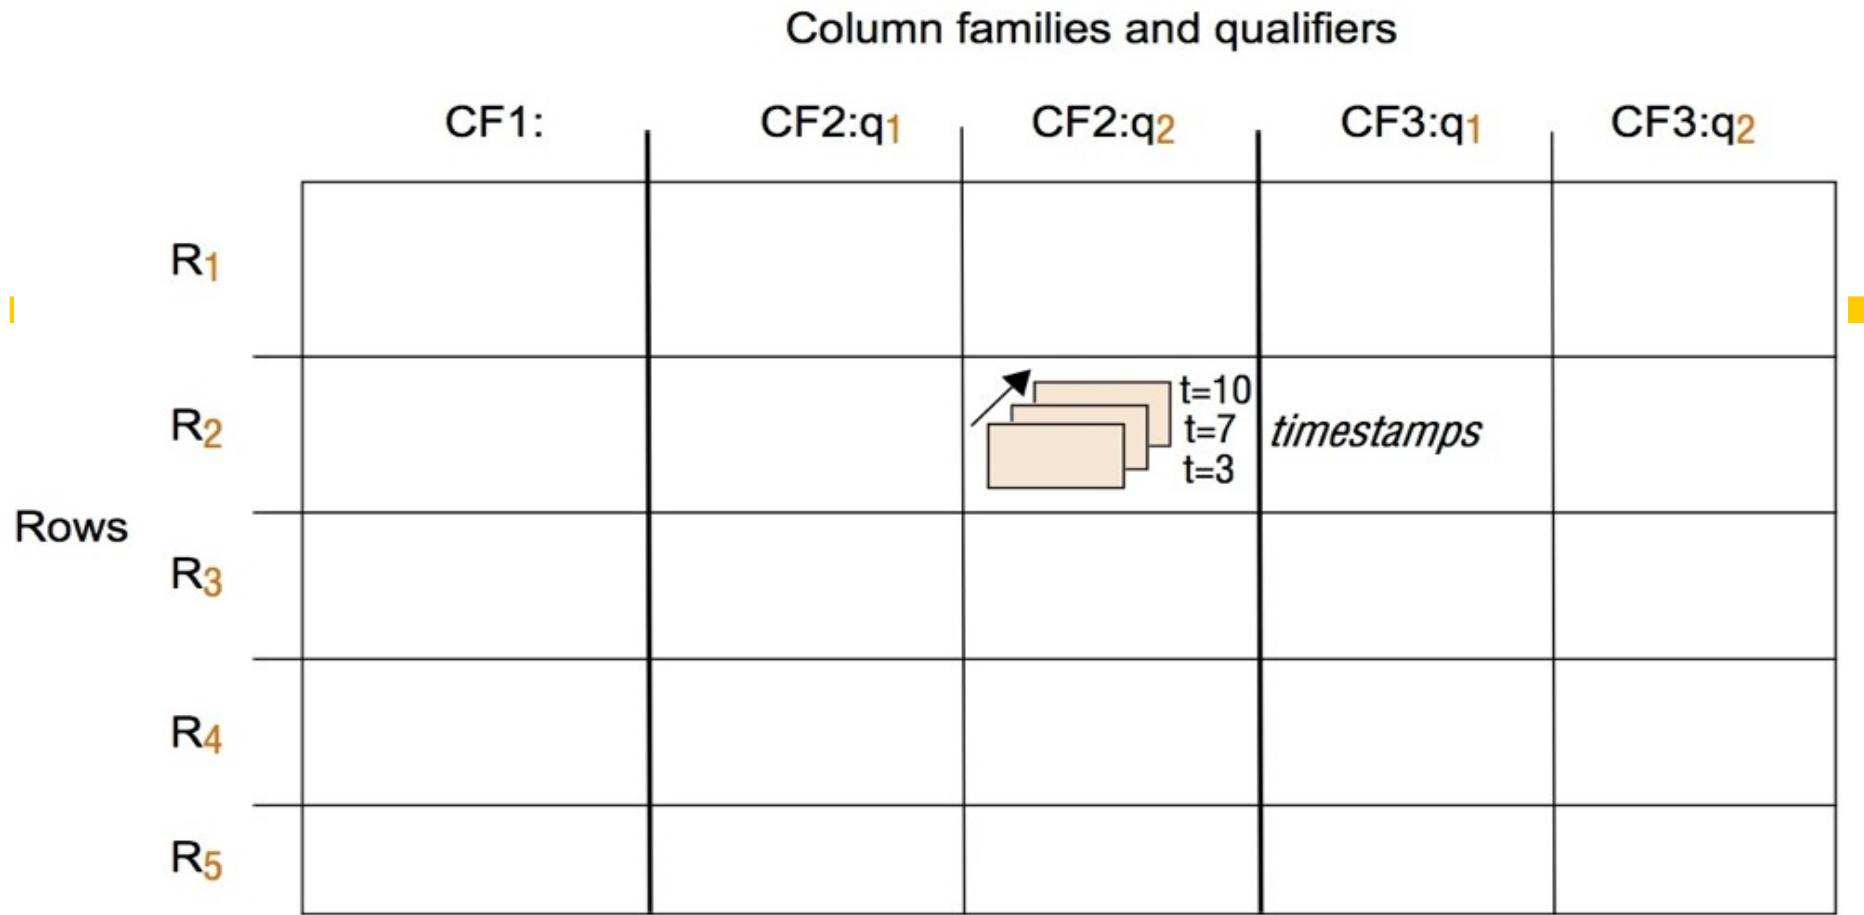 Column families and qualifiers
CF1: CF2:q1 CF2:q2 CF3:q1 CF3:q2
R1
t=10
R2 t=7 timestamps
t=3
Rows
R3
R4
R5